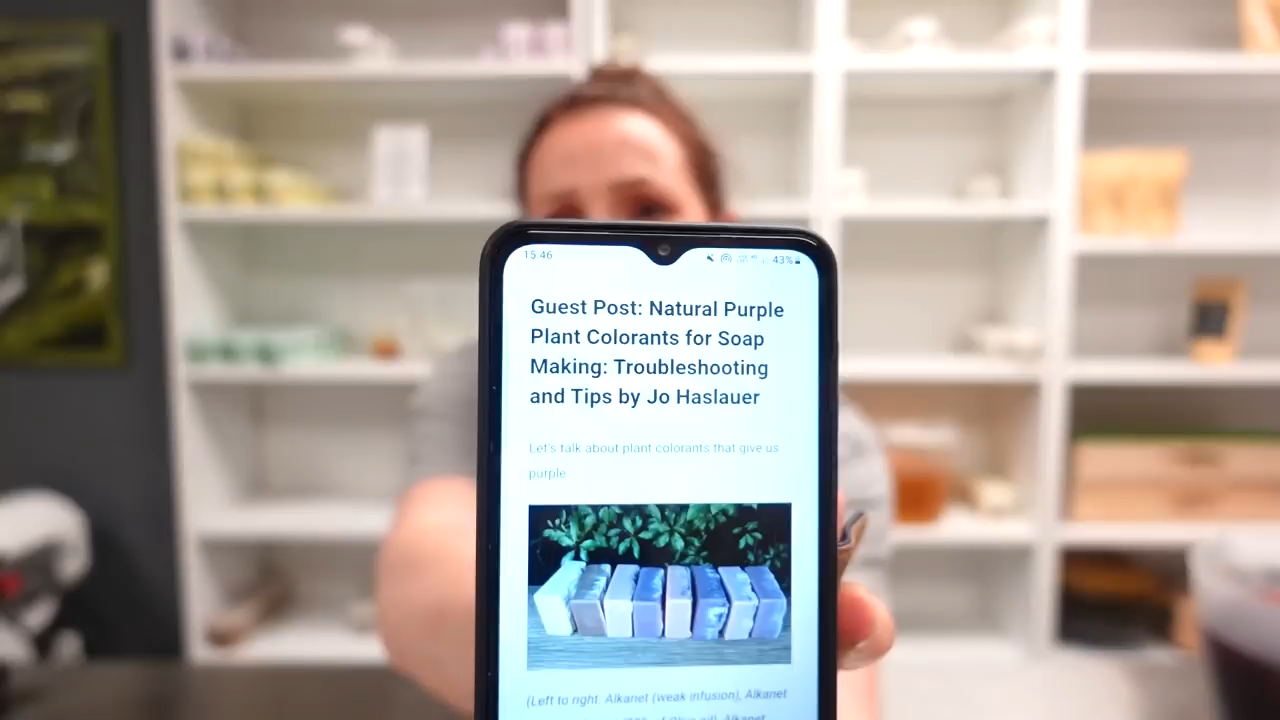 15:46
43%
Guest Post: Natural Purple
Plant Colorants for Soap
Making: Troubleshooting
and Tips by Jo Haslauer
Let's talk about plant colorants that give us
purple
(Left to right: Alkanet (weak infusion), Alkanet